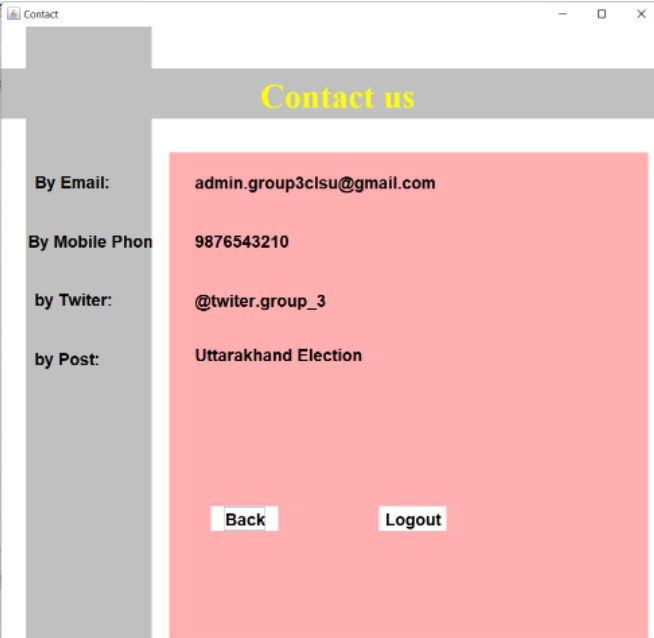 Contact
Contact us
By Email: admin.group3clsu@gmail.com
By Mobile Phon 9876543210
by Twiter: @twiter.group_3
by Post: Uttarakhand Election
Back Logout